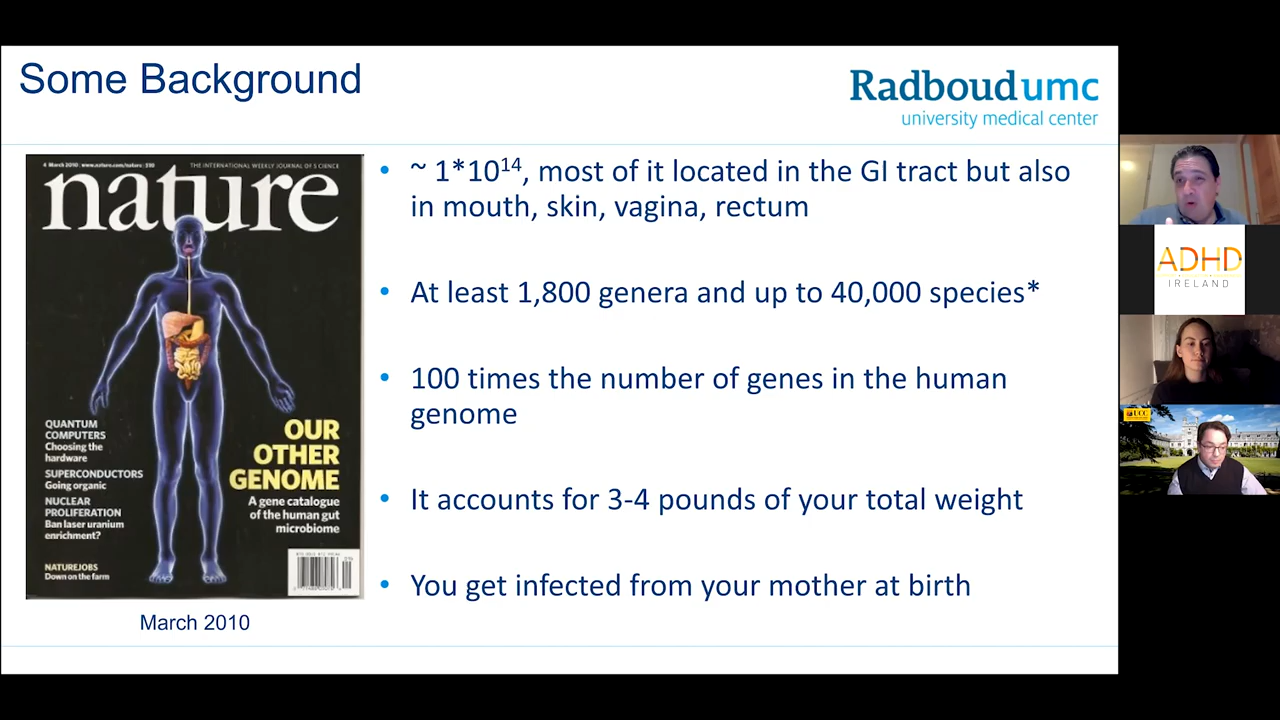 Some Background
Radboudumc
university medical center
4 March 2010 | www.nature.com/nature | $10
THE INTERNATIONAL WEEKLY JOURNAL OF SCIENCE
nature
QUANTUM
COMPUTERS
Choosing the
hardware
SUPERCONDUCTORS
Going organic
NUCLEAR
PROLIFERATION
Ban laser uranium
enrichment?
NATUREJOBS
Down on the farm
OUR
OTHER
GENOME
A gene catalogue
of the human gut
microbiome
March 2010
• ~ 1*10¹⁴, most of it located in the GI tract but also
in mouth, skin, vagina, rectum
• At least 1,800 genera and up to 40,000 species*
• 100 times the number of genes in the human
genome
• It accounts for 3-4 pounds of your total weight
• You get infected from your mother at birth
ADHD
IRELAND
UCC